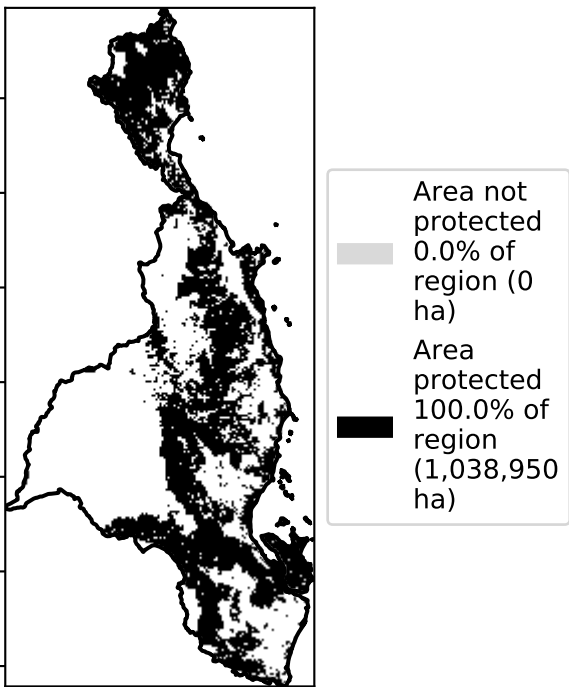 Area not
protected
0.0% of
region (0
ha)
Area
protected
100.0% of
region
(1,038,950
ha)